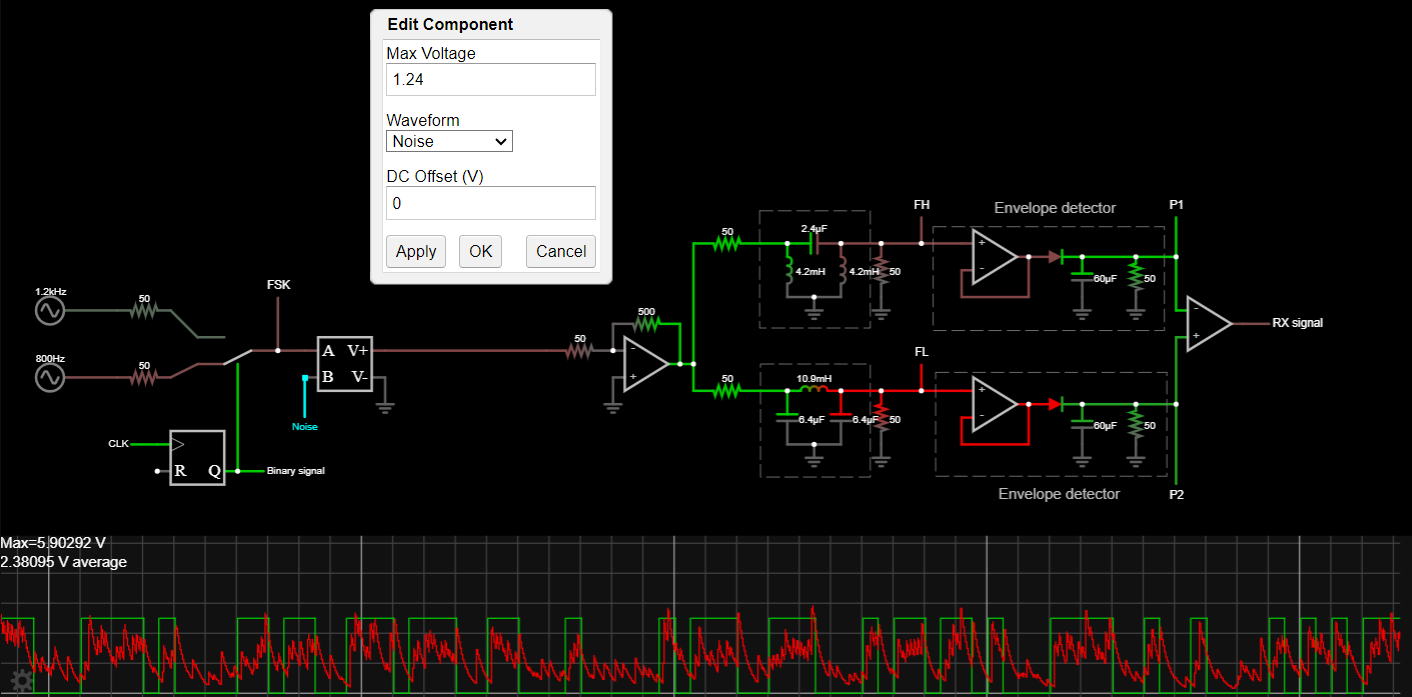 Edit Component
Max Voltage
1.24
Waveform
Noise
DC Offset (V)
0
Apply OK Cancel
FH
Envelope detector
P1
50
2.4μF
4.2mH
4.2mH
50
60μF
50
1.2kHz
50
FSK
500
RX signal
800Hz
50
A V+
B V-
50
FL
50
10.9mH
6.4μF
6.4μF
50
60μF
50
Noise
CLK
R Q
Binary signal
Envelope detector
P2
Max=5.90292 V
2.38095 V average